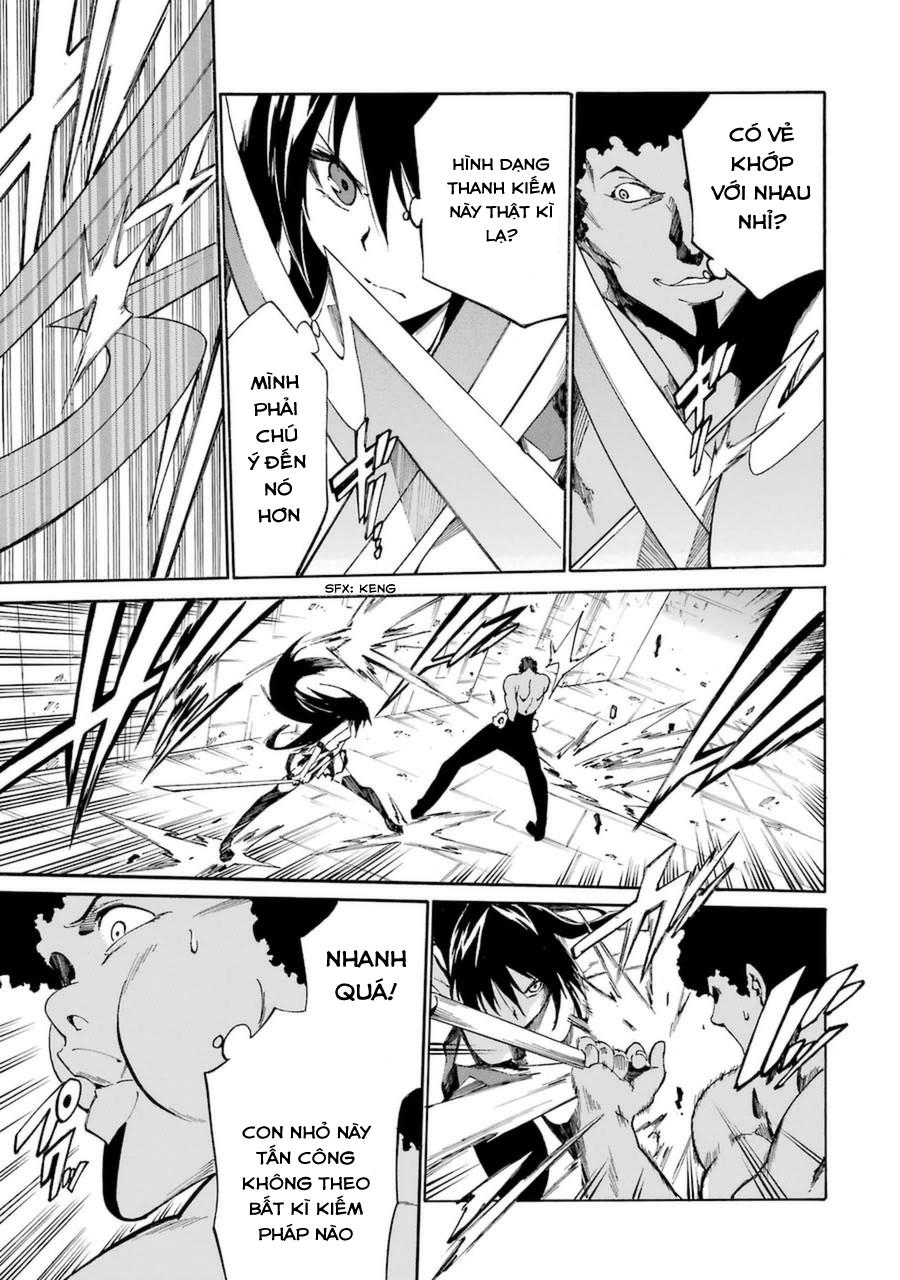 CÓ VẺ
KHỚP
VỚI NHAU
NHỈ?
HÌNH DẠNG
THANH KIẾM
NÀY THẬT KÌ
LẠ?
MÌNH
PHẢI
CHÚ
Ý ĐẾN
NÓ
HƠN
SFX: KENG
NHANH
QUÁ!
CON NHỎ NÀY
TẤN CÔNG
KHÔNG THEO
BẤT KÌ KIẾM
PHÁP NÀO